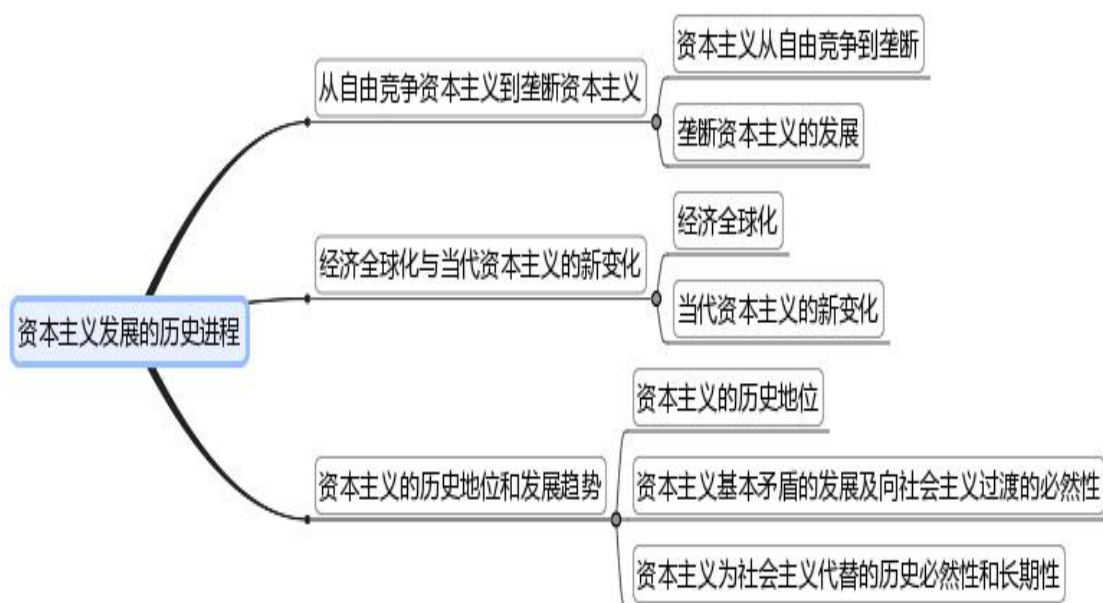 资本主义发展的历史进程
从自由竞争资本主义到垄断资本主义
资本主义从自由竞争到垄断
垄断资本主义的发展
经济全球化与当代资本主义的新变化
经济全球化
当代资本主义的新变化
资本主义的历史地位和发展趋势
资本主义的历史地位
资本主义基本矛盾的发展及向社会主义过渡的必然性
资本主义为社会主义代替的历史必然性和长期性